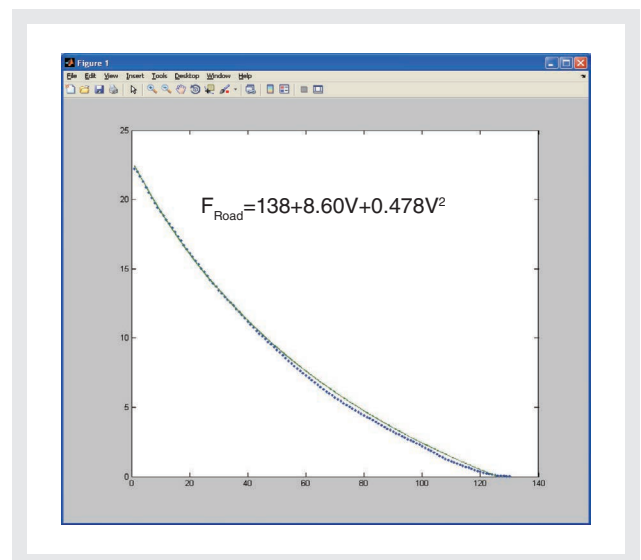 Figure 1
File Edit View Insert Tools Desktop Window Help
25
20
15
10
5
0
F_Road=138+8.60V+0.478V²
0 20 40 60 80 100 120 140